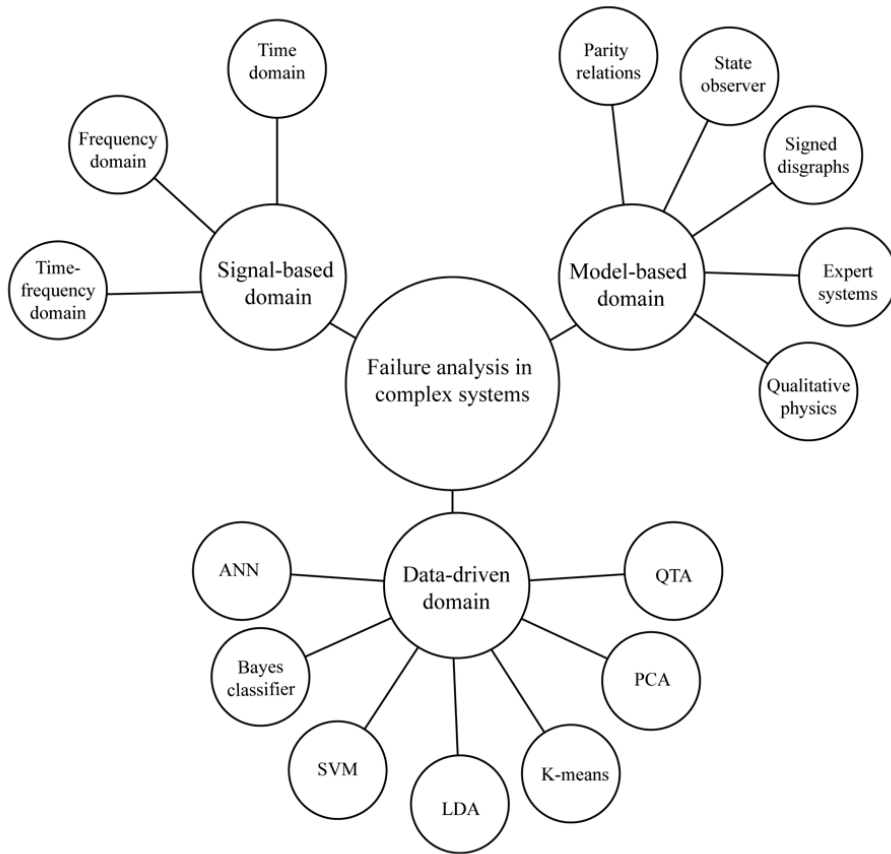 Time
domain
Frequency
domain
Time-
frequency
domain
Signal-based
domain
Parity
relations
State
observer
Signed
disgraphs
Expert
systems
Qualitative
physics
Model-based
domain
Failure analysis in
complex systems
Data-driven
domain
ANN
Bayes
classifier
SVM
LDA
K-means
PCA
QTA